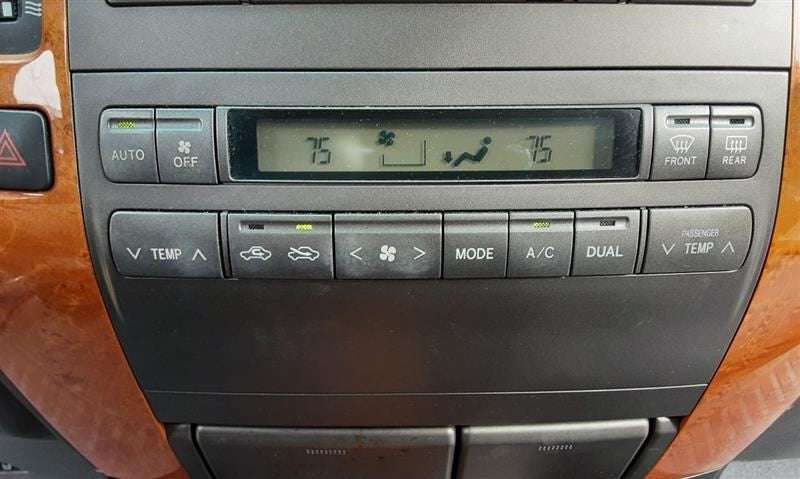 AUTO
OFF
75
75
FRONT
REAR
TEMP
MODE
A/C
DUAL
PASSENGER
TEMP